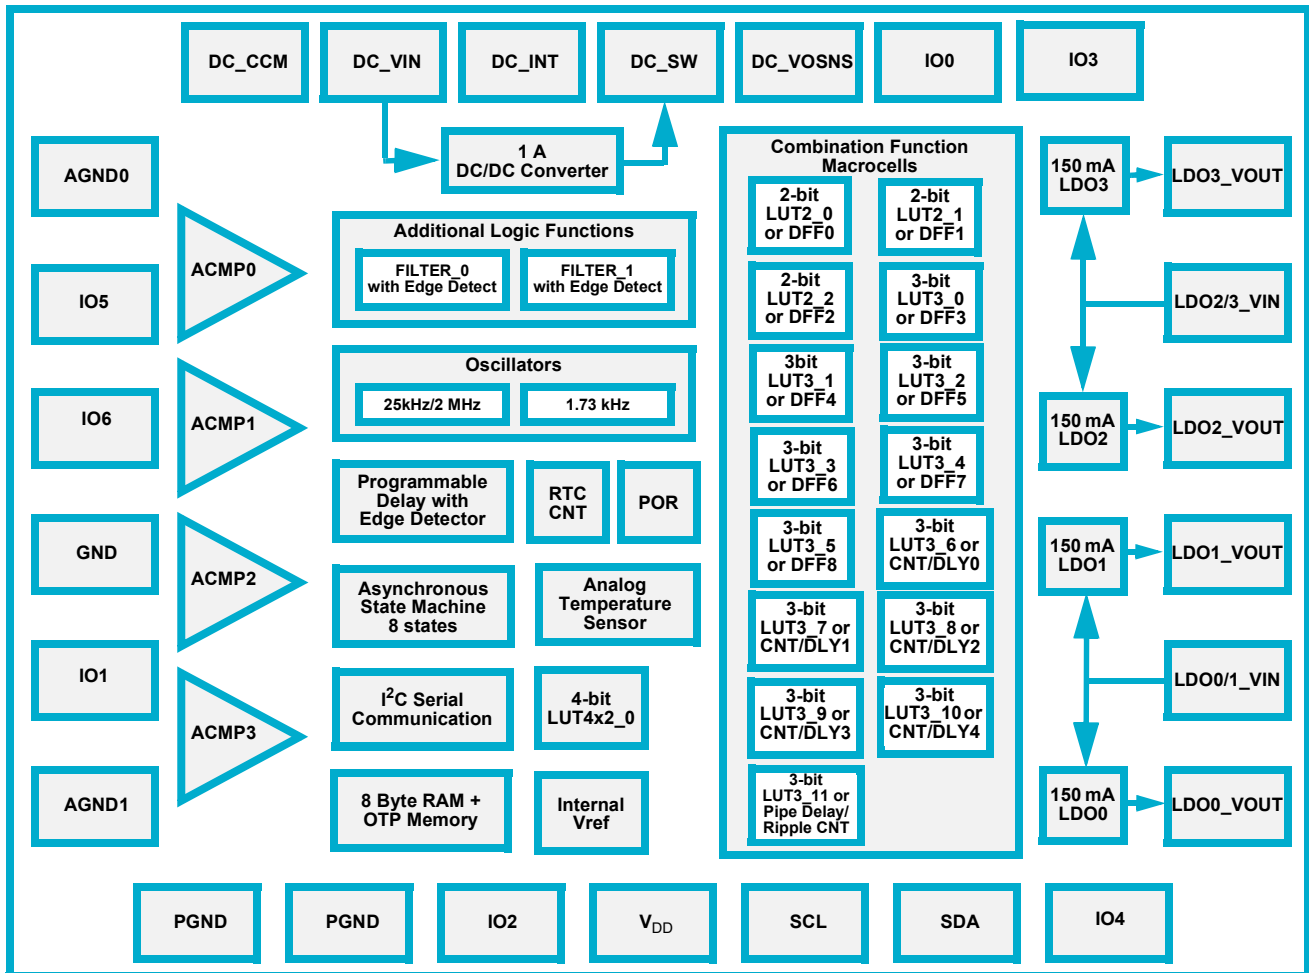 DC_CCM
DC_VIN
DC_INT
DC_SW
DC_VOSNS
IO0
IO3
1 A
DC/DC Converter
AGND0
IO5
IO6
GND
IO1
AGND1
ACMP0
ACMP1
ACMP2
ACMP3
Additional Logic Functions
FILTER_0
with Edge Detect
FILTER_1
with Edge Detect
Oscillators
25kHz/2 MHz
1.73 kHz
Programmable
Delay with
Edge Detector
RTC
CNT
POR
Asynchronous
State Machine
8 states
Analog
Temperature
Sensor
I²C Serial
Communication
4-bit
LUT4x2_0
8 Byte RAM +
OTP Memory
Internal
Vref
Combination Function
Macrocells
2-bit
LUT2_0
or DFF0
2-bit
LUT2_1
or DFF1
2-bit
LUT2_2
or DFF2
3-bit
LUT3_0
or DFF3
3bit
LUT3_1
or DFF4
3-bit
LUT3_2
or DFF5
3-bit
LUT3_3
or DFF6
3-bit
LUT3_4
or DFF7
3-bit
LUT3_5
or DFF8
3-bit
LUT3_6 or
CNT/DLY0
3-bit
LUT3_7 or
CNT/DLY1
3-bit
LUT3_8 or
CNT/DLY2
3-bit
LUT3_9 or
CNT/DLY3
3-bit
LUT3_10 or
CNT/DLY4
3-bit
LUT3_11 or
Pipe Delay/
Ripple CNT
150 mA
LDO3
LDO3_VOUT
LDO2/3_VIN
150 mA
LDO2
LDO2_VOUT
150 mA
LDO1
LDO1_VOUT
LDO0/1_VIN
150 mA
LDO0
LDO0_VOUT
PGND
PGND
IO2
V_DD
SCL
SDA
IO4